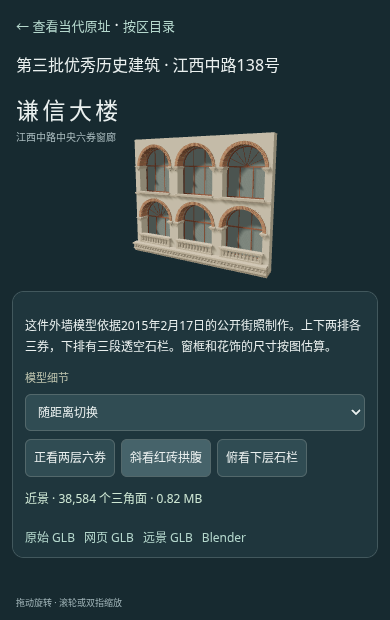 ← 查看当代原址 · 按区目录
第三批优秀历史建筑 · 江西中路138号
谦信大楼
江西中路中央六券窗廊
这件外墙模型依据2015年2月17日的公开街照制作。上下两排各
三券，下排有三段透空石栏。窗框和花饰的尺寸按图估算。
模型细节
随距离切换
正看两层六券 斜看红砖拱腹 俯看下层石栏
近景 · 38,584 个三角面 · 0.82 MB
原始 GLB 网页 GLB 远景 GLB Blender
拖动旋转 · 滚轮或双指缩放